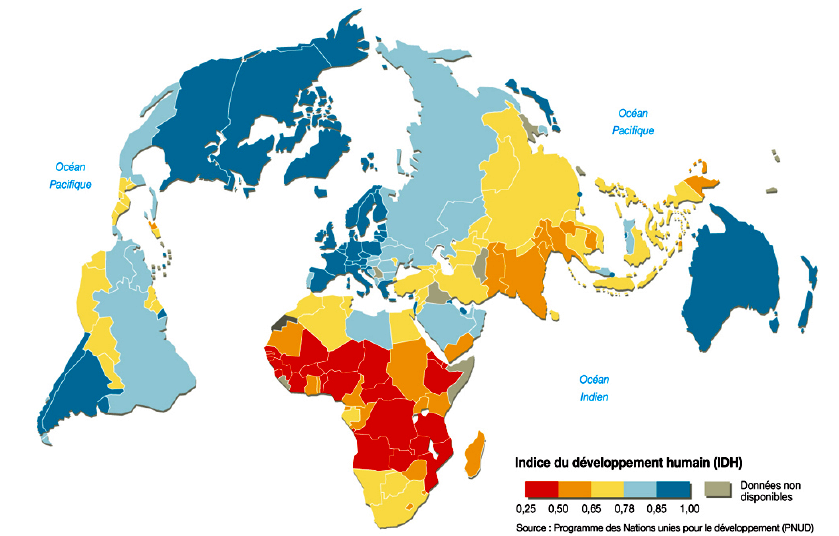 Océan
Pacifique
Océan
Pacifique
Océan
Indien
Indice du développement humain (IDH)
Données non
disponibles
0,25 0,50 0,65 0,78 0,85 1,00
Source : Programme des Nations unies pour le développement (PNUD)